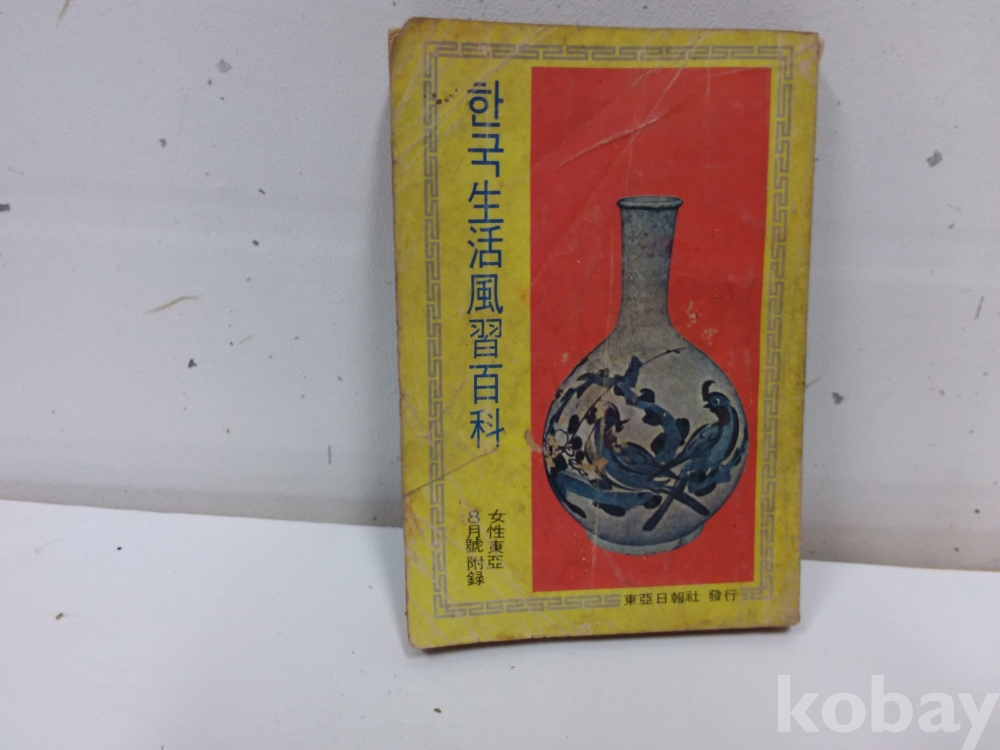 한국生活風習百科
女性東亞
8月號附録
東亞日報社 發行
kobay